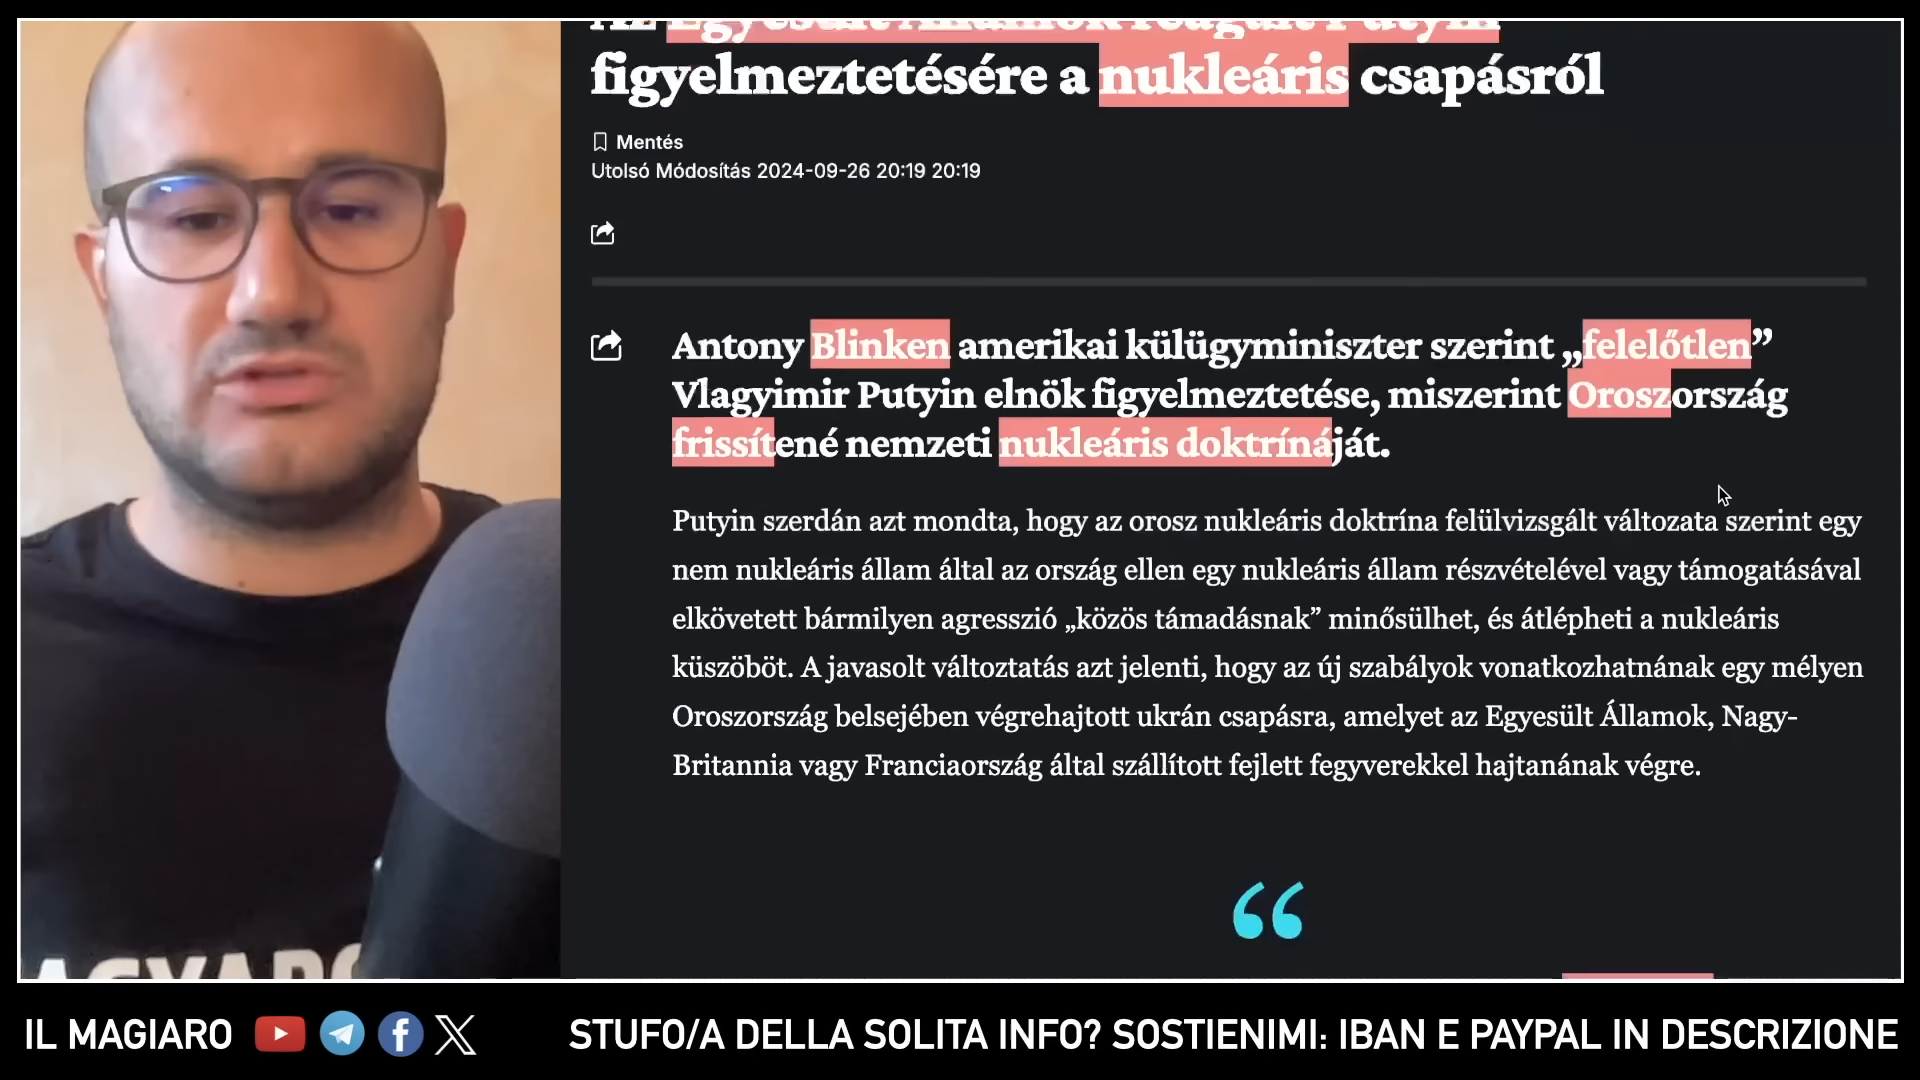 Az Egyesült Államok reagált Putyin
figyelmeztetésére a nukleáris csapásról
Mentés
Utolsó Módosítás 2024-09-26 20:19 20:19
Antony Blinken amerikai külügyminiszter szerint „felelőtlen”
Vlagyimir Putyin elnök figyelmeztetése, miszerint Oroszország
frissítené nemzeti nukleáris doktrínáját.
Putyin szerdán azt mondta, hogy az orosz nukleáris doktrína felülvizsgált változata szerint egy
nem nukleáris állam által az ország ellen egy nukleáris állam részvételével vagy támogatásával
elkövetett bármilyen agresszió „közös támadásnak” minősülhet, és átlépheti a nukleáris
küszöböt. A javasolt változtatás azt jelenti, hogy az új szabályok vonatkozhatnának egy mélyen
Oroszország belsejében végrehajtott ukrán csapásra, amelyet az Egyesült Államok, Nagy-
Britannia vagy Franciaország által szállított fejlett fegyverekkel hajtanának végre.
“
IL MAGIARO
STUFO/A DELLA SOLITA INFO? SOSTIENIMI: IBAN E PAYPAL IN DESCRIZIONE